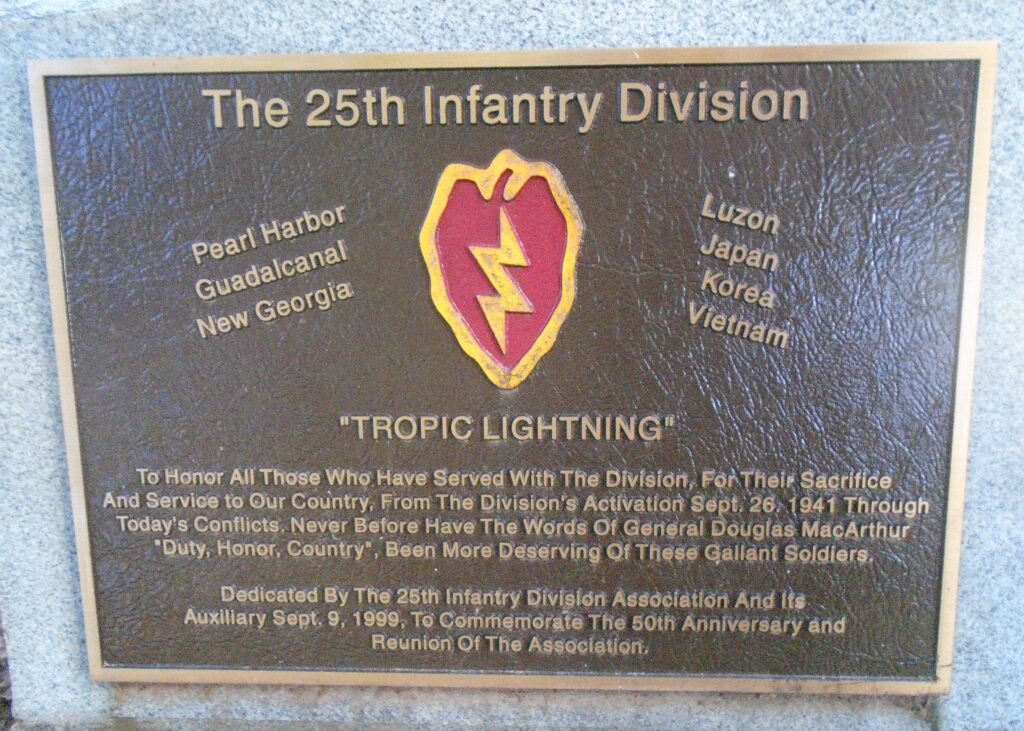 The 25th Infantry Division
Pearl Harbor
Guadalcanal
New Georgia
Luzon
Japan
Korea
Vietnam
"TROPIC LIGHTNING"
To Honor All Those Who Have Served With The Division, For Their Sacrifice
And Service to Our Country, From The Division's Activation Sept. 26, 1941 Through
Today's Conflicts. Never Before Have The Words Of General Douglas MacArthur
"Duty, Honor, Country", Been More Deserving Of These Gallant Soldiers.
Dedicated By The 25th Infantry Division Association And Its
Auxiliary Sept. 9, 1999, To Commemorate The 50th Anniversary and
Reunion Of The Association.